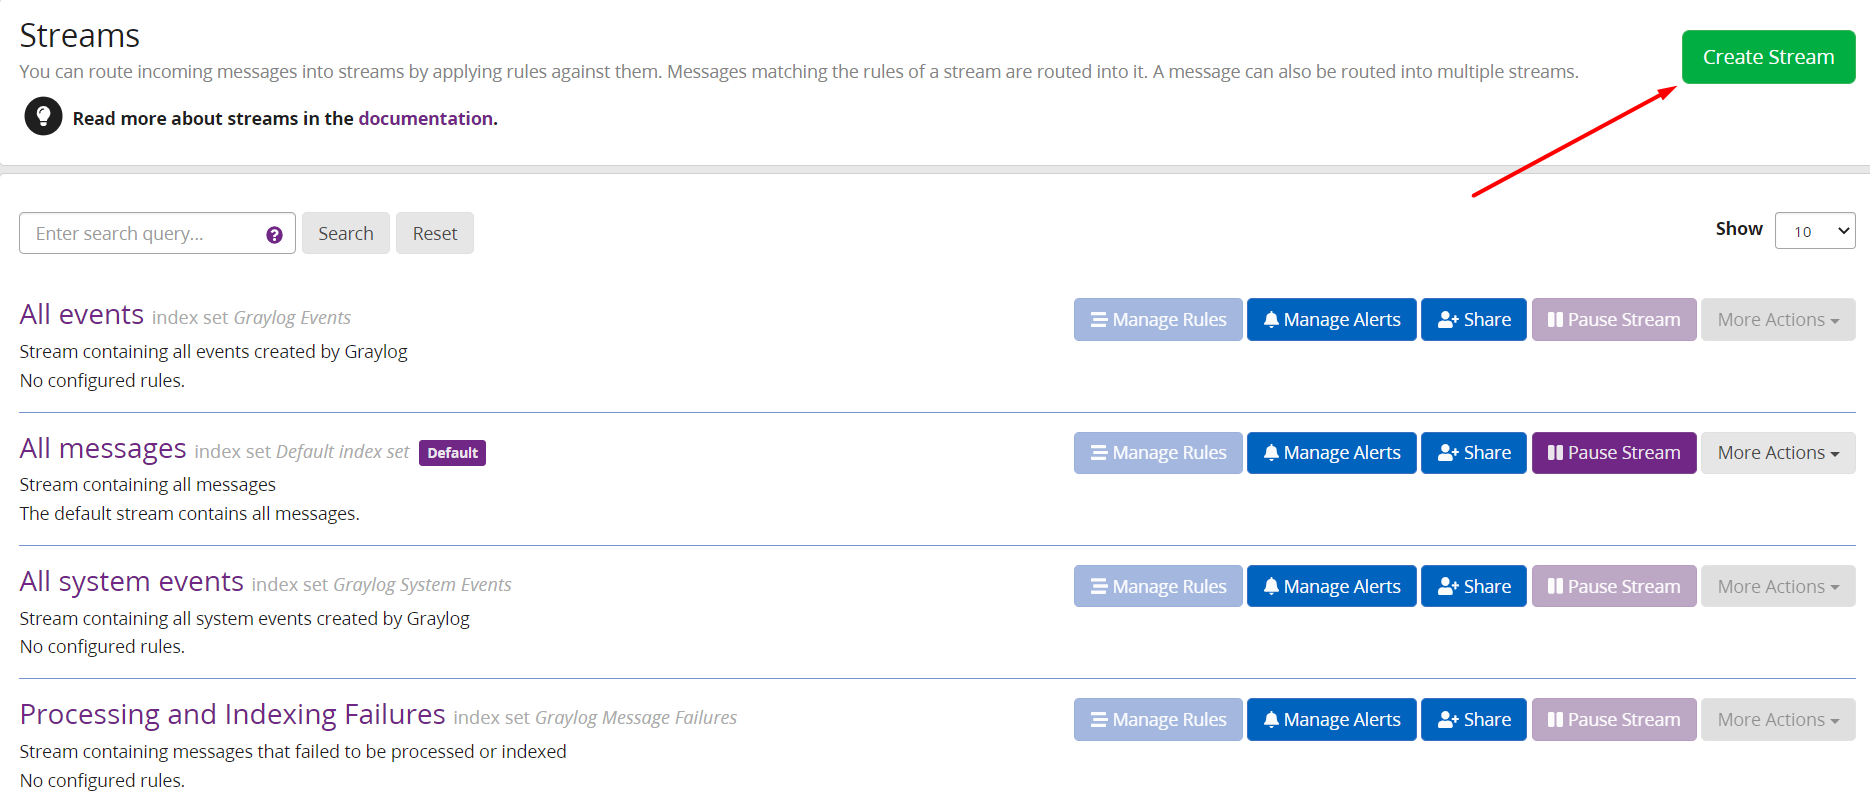 Streams
You can route incoming messages into streams by applying rules against them. Messages matching the rules of a stream are routed into it. A message can also be routed into multiple streams.
Create Stream
Read more about streams in the documentation.
Enter search query...
?
Search
Reset
Show
10
All events index set Graylog Events
Manage Rules Manage Alerts Share Pause Stream More Actions
Stream containing all events created by Graylog
No configured rules.
All messages index set Default index set Default
Manage Rules Manage Alerts Share Pause Stream More Actions
Stream containing all messages
The default stream contains all messages.
All system events index set Graylog System Events
Manage Rules Manage Alerts Share Pause Stream More Actions
Stream containing all system events created by Graylog
No configured rules.
Processing and Indexing Failures index set Graylog Message Failures
Manage Rules Manage Alerts Share Pause Stream More Actions
Stream containing messages that failed to be processed or indexed
No configured rules.